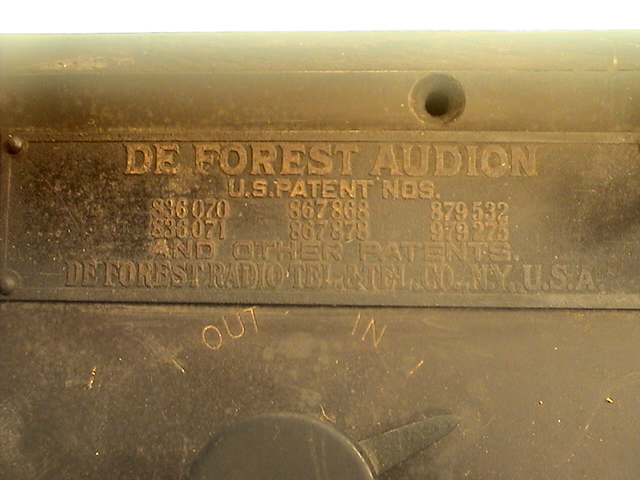 DE FOREST AUDION
U.S. PATENT NOS.
836070 867868 879532
836071 867878 979275
AND OTHER PATENTS.
DE FOREST RADIO TEL. & TEL. CO., N.Y., U.S.A.
OUT IN